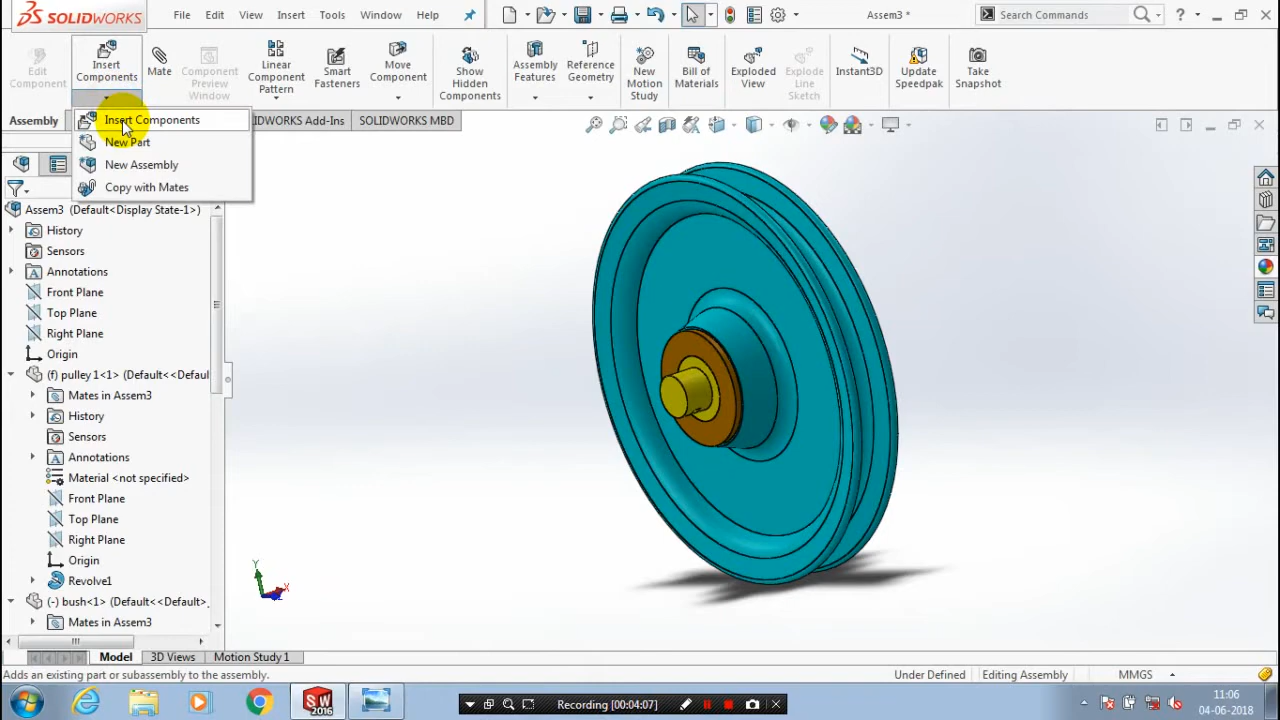 SOLIDWORKS
File Edit View Insert Tools Window Help
Assem3 *
Search Commands
Edit Component
Insert Components
Mate
Component Preview Window
Linear Component Pattern
Smart Fasteners
Move Component
Show Hidden Components
Assembly Features
Reference Geometry
New Motion Study
Bill of Materials
Exploded View
Explode Line Sketch
Instant3D
Update Speedpak
Take Snapshot
Assembly
IDWORKS Add-Ins
SOLIDWORKS MBD
Insert Components
New Part
New Assembly
Copy with Mates
Assem3 (Default<Display State-1>)
History
Sensors
Annotations
Front Plane
Top Plane
Right Plane
Origin
(f) pulley 1<1> (Default<<Defaul
Mates in Assem3
History
Sensors
Annotations
Material <not specified>
Front Plane
Top Plane
Right Plane
Origin
Revolve1
(-) bush<1> (Default<<Default>_
Mates in Assem3
Y
X
Z
Model
3D Views
Motion Study 1
Adds an existing part or subassembly to the assembly.
Under Defined
Editing Assembly
MMGS
SW
2016
Recording [00:04:07]
11:06
04-06-2018